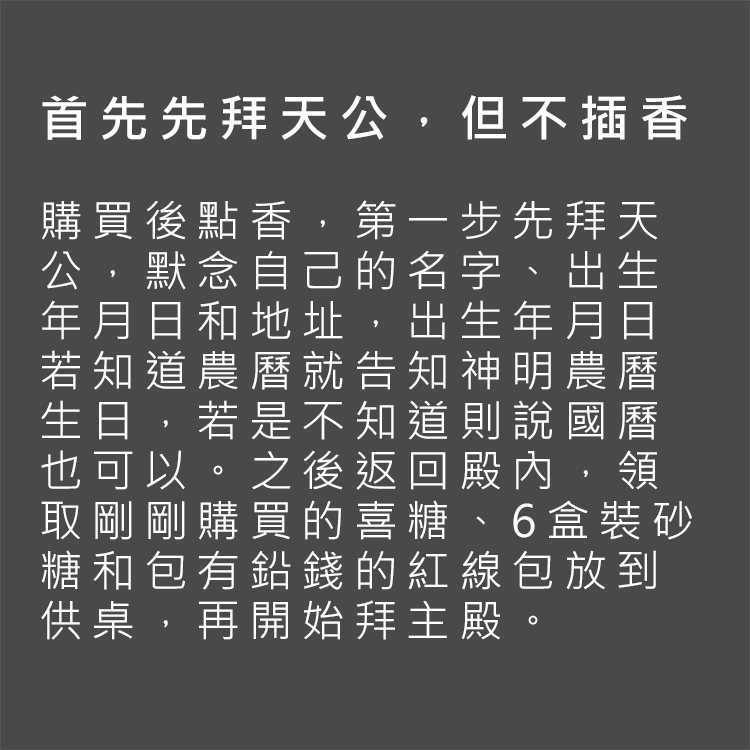 首先先拜天公，但不插香
購買後點香，第一步先拜天
公，默念自己的名字、出生
年月日和地址，出生年月日
若知道農曆就告知神明農曆
生日，若是不知道則說國曆
也可以。之後返回殿內，領
取剛剛購買的喜糖、6盒裝砂
糖和包有鉛錢的紅線包放到
供桌，再開始拜主殿。